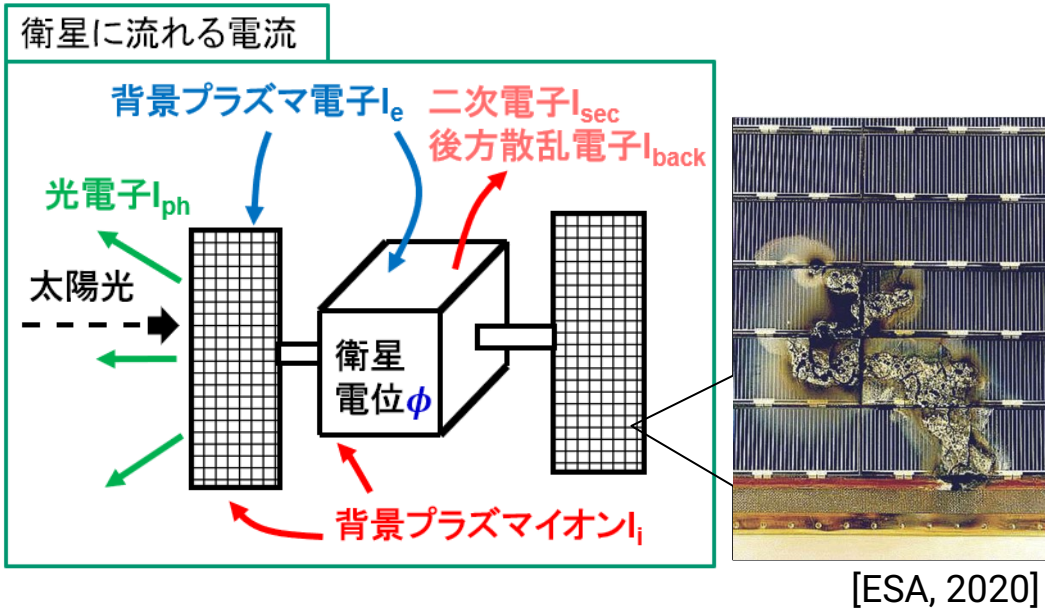 衛星に流れる電流
背景プラズマ電子Ie
二次電子Isec
後方散乱電子Iback
光電子Iph
太陽光
衛星
電位ϕ
背景プラズマイオンIi
[ESA, 2020]